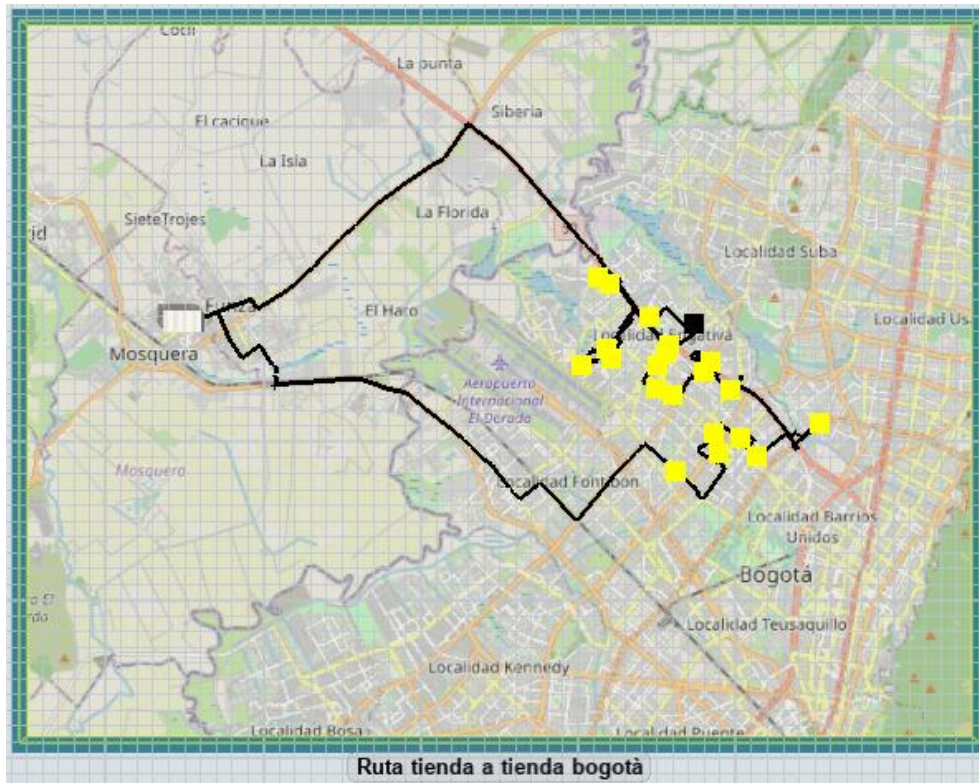 Cocli
La punta
Siberia
El cacique
La Isla
La Florida
SieteTrojes
rid
Localidad Suba
Funza
El Hato
Localidad Us
Localidad Engativá
Mosquera
Aeropuerto
Internacional
El Dorado
Mosquera
Localidad Fontibón
Localidad Barrios
Unidos
Bogotá
Localidad Teusaquillo
Localidad Kennedy
Localidad Bosa
Localidad Puente
Ruta tienda a tienda bogotà